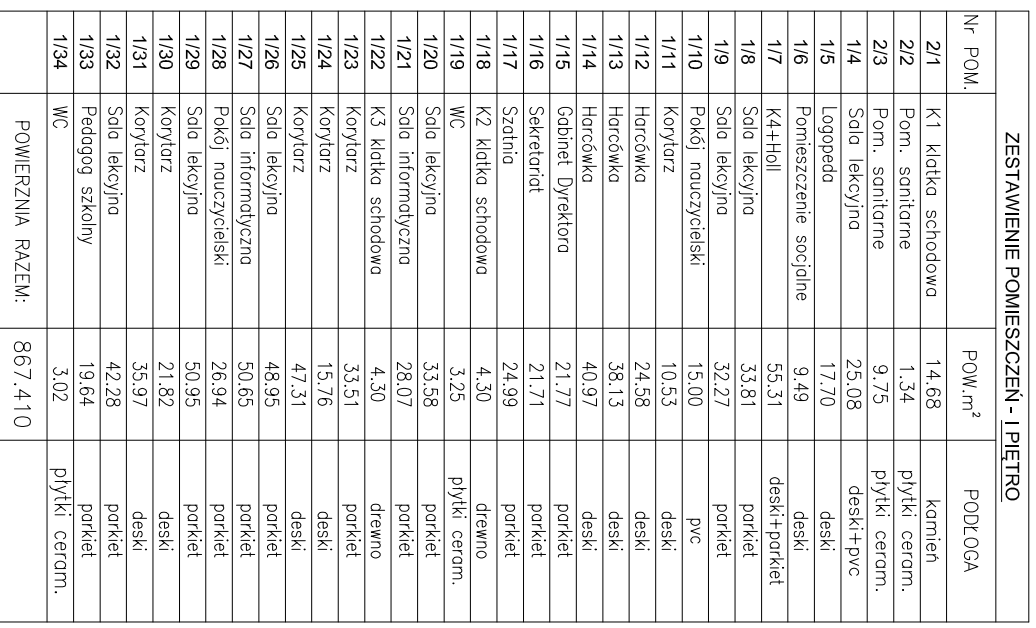 ZESTAWIENIE POMIESZCZEŃ - I PIĘTRO
Nr POM. POW.m² PODŁOGA
2/1 K1 klatka schodowa 14.68 kamień
2/2 Pom. sanitarne 1.34 płytki ceram.
2/3 Pom. sanitarne 9.75 płytki ceram.
1/4 Sala lekcyjna 25.08 deski+pvc
1/5 Logopeda 17.70 deski
1/6 Pomieszczenie socjalne 9.49 deski
1/7 K4+Holl 55.31 deski+parkiet
1/8 Sala lekcyjna 33.81 parkiet
1/9 Sala lekcyjna 32.27 parkiet
1/10 Pokój nauczycielski 15.00 pvc
1/11 Korytarz 10.53 deski
1/12 Harcówka 24.58 deski
1/13 Harcówka 38.13 deski
1/14 Harcówka 40.97 deski
1/15 Gabinet Dyrektora 21.77 parkiet
1/16 Sekretariat 21.71 parkiet
1/17 Szatnia 24.99 parkiet
1/18 K2 klatka schodowa 4.30 drewno
1/19 WC 3.25 płytki ceram.
1/20 Sala lekcyjna 33.58 parkiet
1/21 Sala informatyczna 28.07 parkiet
1/22 K3 klatka schodowa 4.30 drewno
1/23 Korytarz 33.51 parkiet
1/24 Korytarz 15.76 deski
1/25 Korytarz 47.31 deski
1/26 Sala lekcyjna 48.95 parkiet
1/27 Sala informatyczna 50.65 parkiet
1/28 Pokój nauczycielski 26.94 parkiet
1/29 Sala lekcyjna 50.95 parkiet
1/30 Korytarz 21.82 deski
1/31 Korytarz 35.97 deski
1/32 Sala lekcyjna 42.28 parkiet
1/33 Pedagog szkolny 19.64 parkiet
1/34 WC 3.02 płytki ceram.
POWIERZNIA RAZEM: 867.410